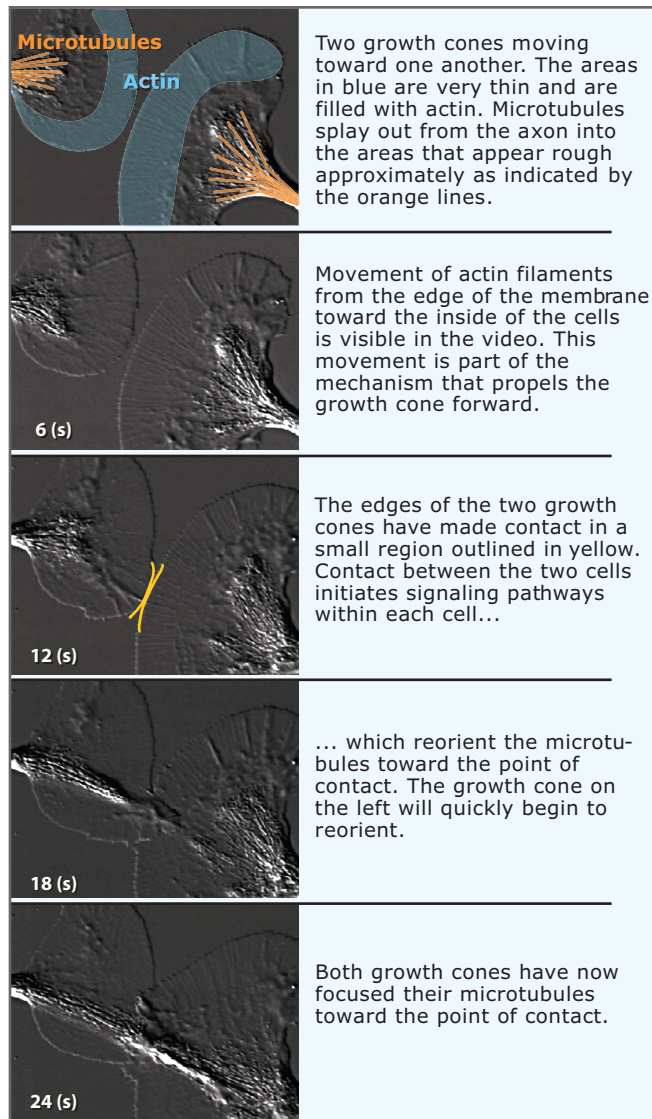 Microtubules
Actin
Two growth cones moving
toward one another. The areas
in blue are very thin and are
filled with actin. Microtubules
splay out from the axon into
the areas that appear rough
approximately as indicated by
the orange lines.
6 (s)
Movement of actin filaments
from the edge of the membrane
toward the inside of the cells
is visible in the video. This
movement is part of the
mechanism that propels the
growth cone forward.
12 (s)
The edges of the two growth
cones have made contact in a
small region outlined in yellow.
Contact between the two cells
initiates signaling pathways
within each cell...
18 (s)
... which reorient the microtu-
bules toward the point of
contact. The growth cone on
the left will quickly begin to
reorient.
24 (s)
Both growth cones have now
focused their microtubules
toward the point of contact.